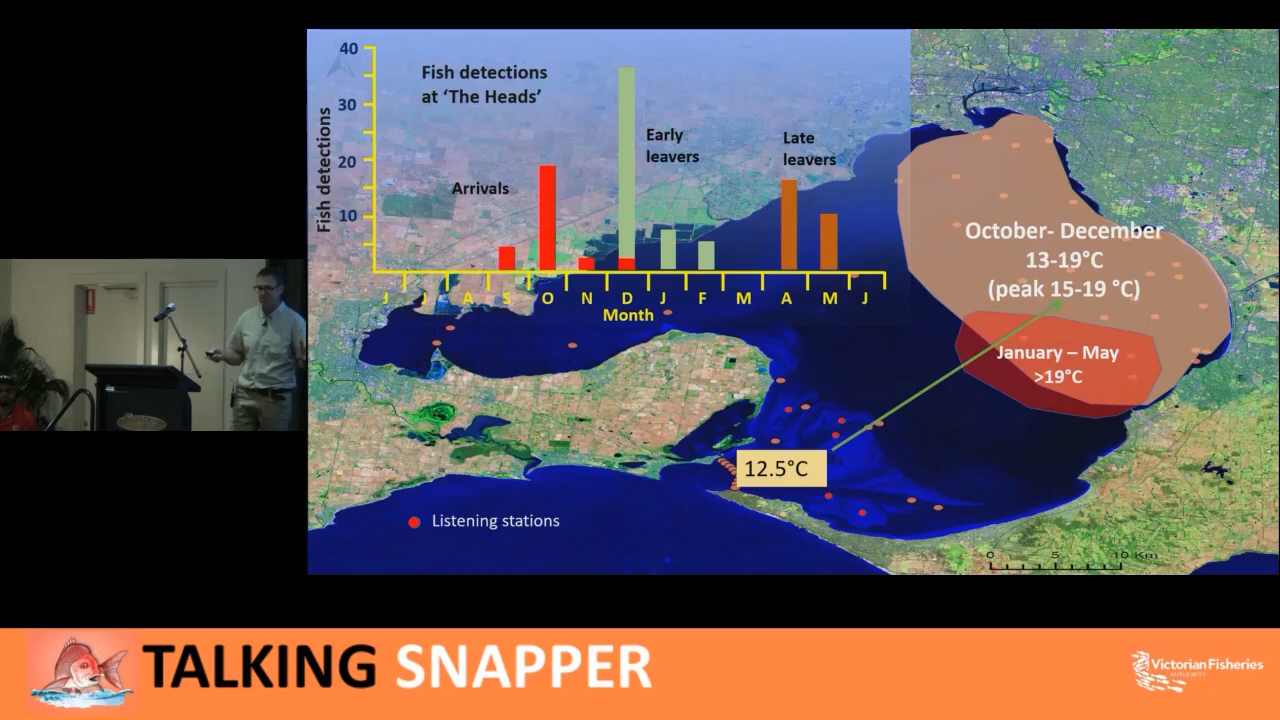 40
30
20
10
Fish detections
Fish detections
at ‘The Heads’
Arrivals
Early
leavers
Late
leavers
J J A S O N D J F M A M J
Month
October- December
13-19°C
(peak 15-19 °C)
January – May
>19°C
12.5°C
Listening stations
0 5 10 Km
TALKING SNAPPER
Victorian Fisheries
AUTHORITY